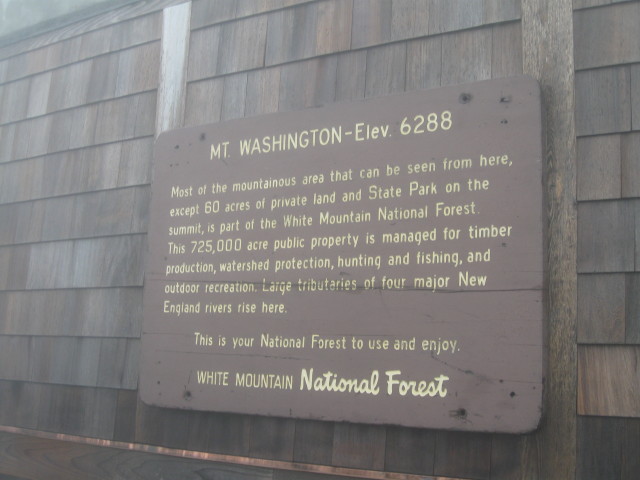 MT. WASHINGTON-Elev. 6288
Most of the mountainous area that can be seen from here,
except 60 acres of private land and State Park on the
summit, is part of the White Mountain National Forest.
This 725,000 acre public property is managed for timber
production, watershed protection, hunting and fishing, and
outdoor recreation. Large tributaries of four major New
England rivers rise here.
This is your National Forest to use and enjoy.
WHITE MOUNTAIN National Forest